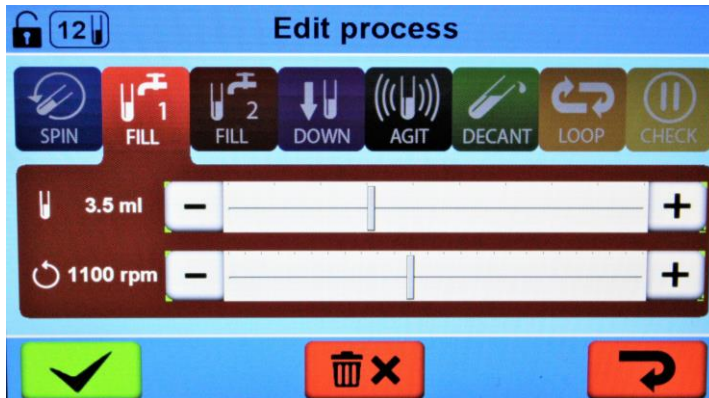 12 Edit process
1 2
SPIN FILL FILL DOWN AGIT DECANT LOOP CHECK
3.5 ml - +
1100 rpm - +